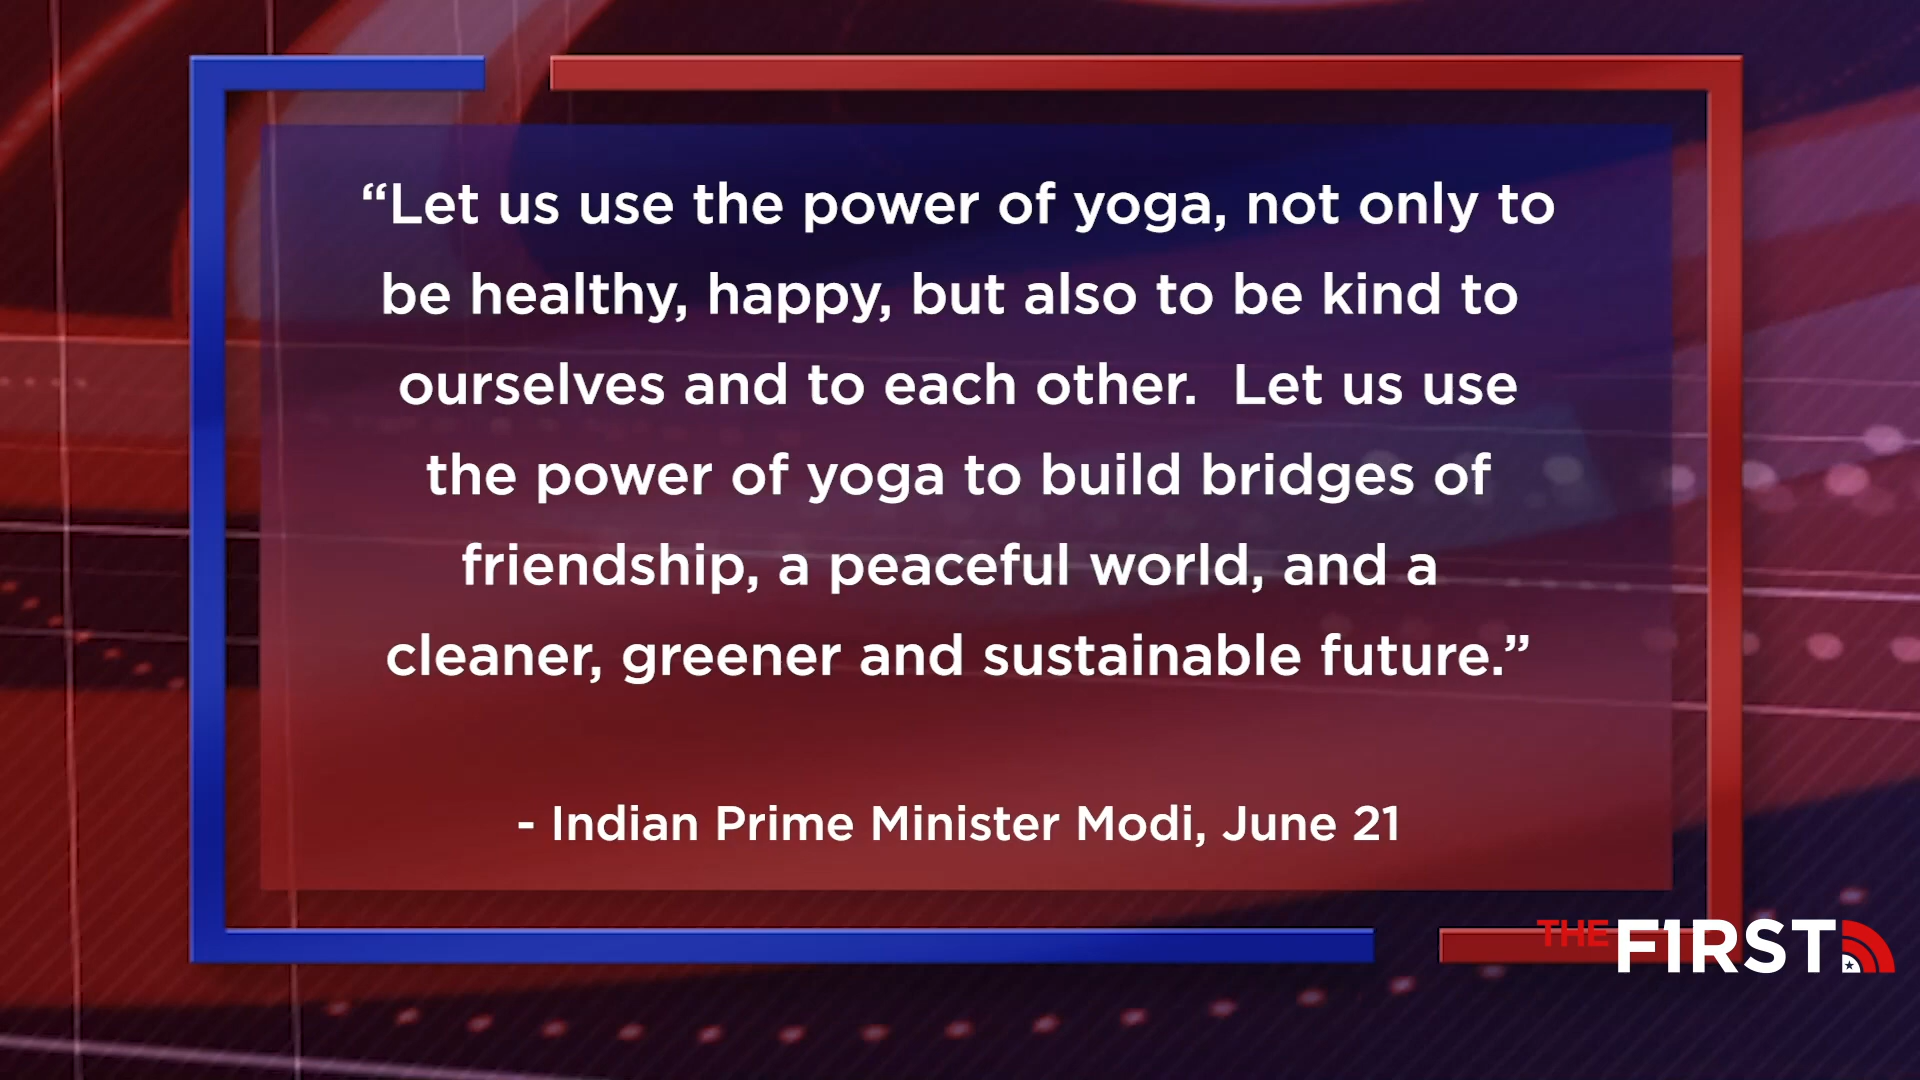 “Let us use the power of yoga, not only to
be healthy, happy, but also to be kind to
ourselves and to each other.  Let us use
the power of yoga to build bridges of
friendship, a peaceful world, and a
cleaner, greener and sustainable future.”
- Indian Prime Minister Modi, June 21
THE F1RST